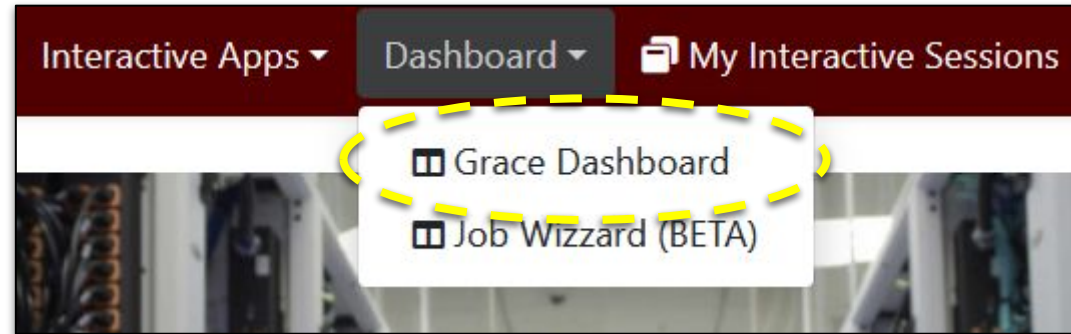 Interactive Apps Dashboard My Interactive Sessions
Grace Dashboard
Job Wizzard (BETA)